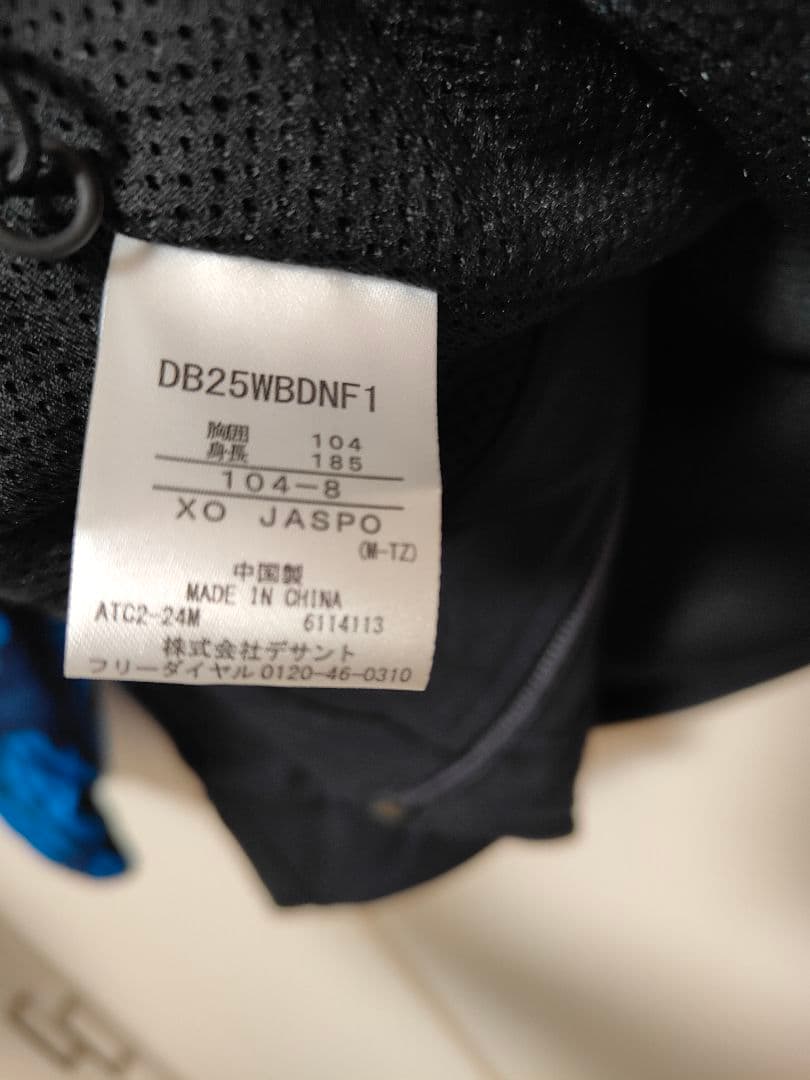 DB25WBDNF1
胸囲 104
身長 185
104-8
XO JASPO
(M-TZ)
中国製
MADE IN CHINA
ATC2-24M 6114113
株式会社デサント
フリーダイヤル 0120-46-0310